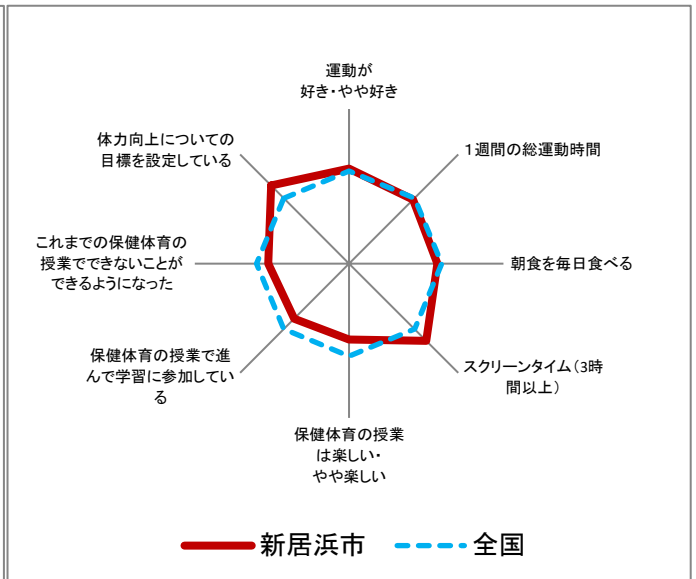 運動が
好き・やや好き
１週間の総運動時間
朝食を毎日食べる
スクリーンタイム（3時
間以上）
保健体育の授業
は楽しい・
やや楽しい
保健体育の授業で進
んで学習に参加してい
る
これまでの保健体育の
授業でできないことが
できるようになった
体力向上についての
目標を設定している
新居浜市
全国